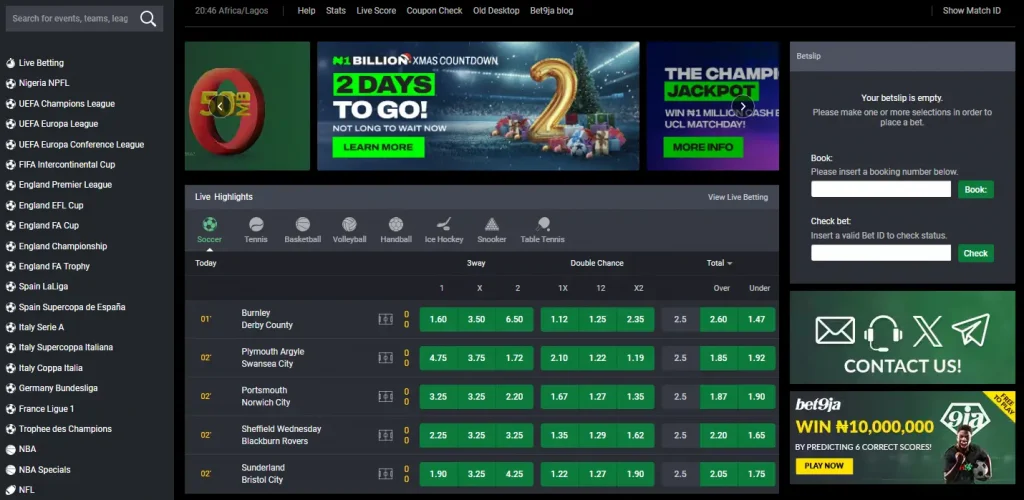 Search for events, teams, leag
Live Betting
Nigeria NPFL
UEFA Champions League
UEFA Europa League
UEFA Europa Conference League
FIFA Intercontinental Cup
England Premier League
England EFL Cup
England FA Cup
England Championship
England FA Trophy
Spain LaLiga
Spain Supercopa de España
Italy Serie A
Italy Supercoppa Italiana
Italy Coppa Italia
Germany Bundesliga
France Ligue 1
Trophee des Champions
NBA
NBA Specials
NFL
20:46 Africa/Lagos Help Stats Live Score Coupon Check Old Desktop Bet9ja blog Show Match ID
₦1 BILLION XMAS COUNTDOWN
2 DAYS
TO GO!
NOT LONG TO WAIT NOW
LEARN MORE
THE CHAMPI
JACKPOT
WIN ₦1 MILLION CASH E
UCL MATCHDAY!
MORE INFO
Live Highlights View Live Betting
Soccer Tennis Basketball Volleyball Handball Ice Hockey Snooker Table Tennis
Today 3way Double Chance Total
1 X 2 1X 12 X2 Over Under
01' Burnley 0
Derby County 0
1.60 3.50 6.50 1.12 1.25 2.35 2.5 2.60 1.47
02' Plymouth Argyle 0
Swansea City 0
4.75 3.75 1.72 2.10 1.22 1.19 2.5 1.85 1.92
02' Portsmouth 0
Norwich City 0
3.25 3.25 2.20 1.67 1.27 1.35 2.5 1.87 1.90
02' Sheffield Wednesday 0
Blackburn Rovers 0
2.25 3.25 3.25 1.35 1.29 1.62 2.5 2.20 1.65
02' Sunderland 0
Bristol City 0
1.90 3.25 4.25 1.22 1.27 1.90 2.5 2.05 1.75
Betslip
Your betslip is empty.
Please make one or more selections in order to
place a bet.
Book:
Please insert a booking number below.
Book:
Check bet:
Insert a valid Bet ID to check status.
Check
CONTACT US!
bet9ja
FREE
TO PLAY
WIN ₦10,000,000
BY PREDICTING 6 CORRECT SCORES!
PLAY NOW
9ja